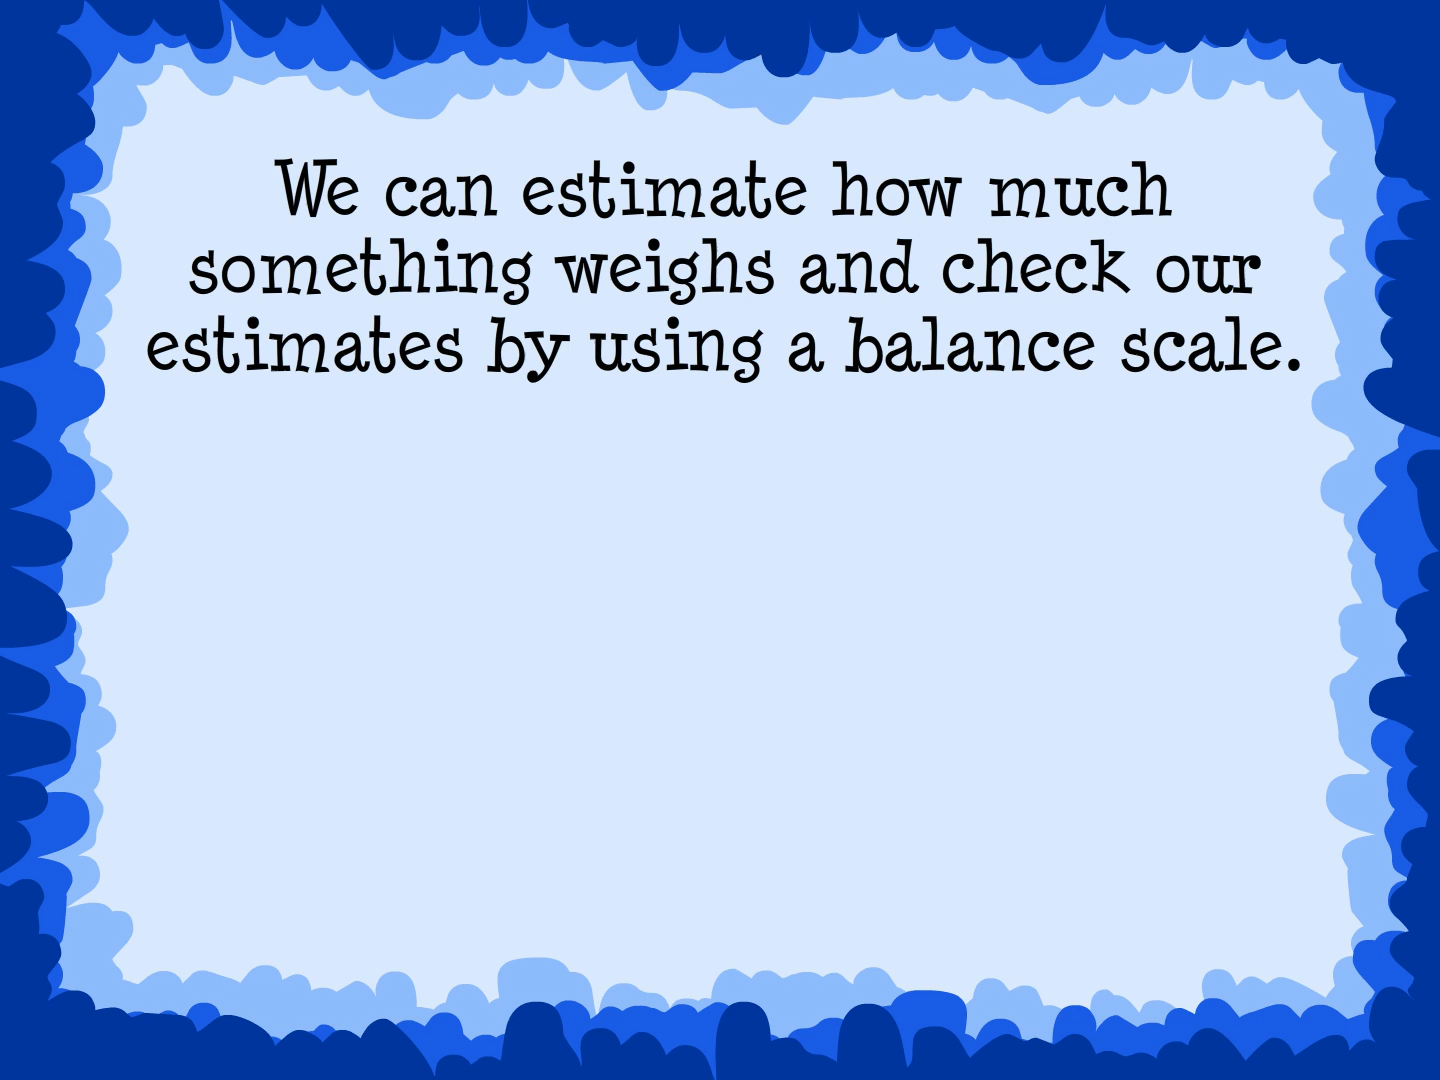 We can estimate how much
something weighs and check our
estimates by using a balance scale.